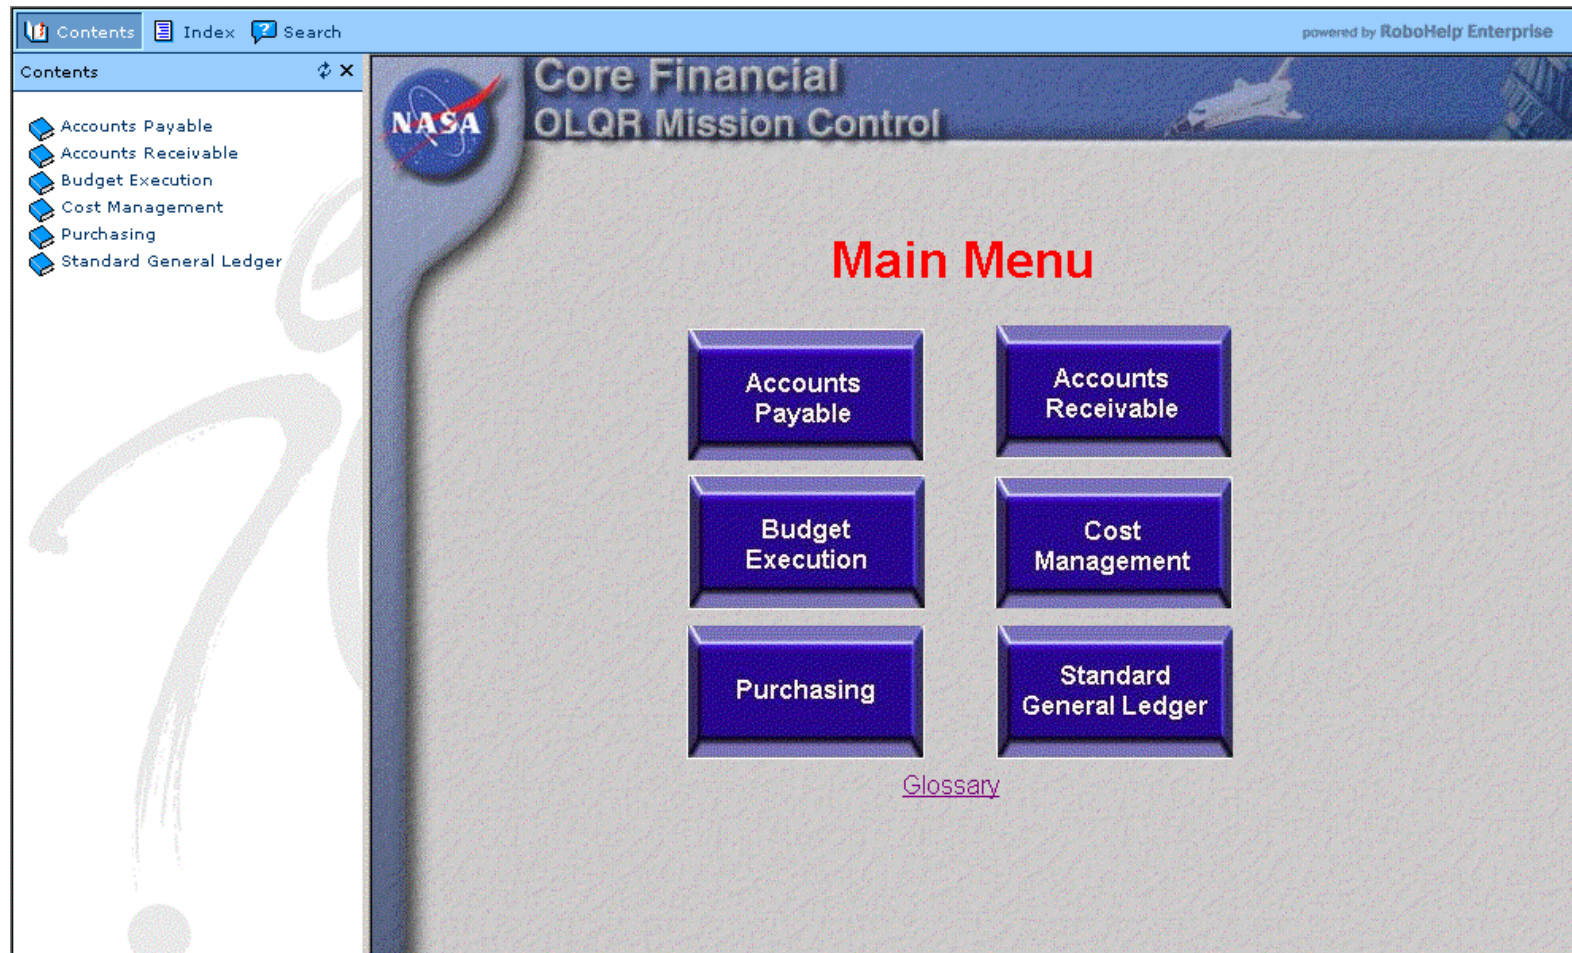 Contents Index Search
powered by RoboHelp Enterprise
Contents
Accounts Payable
Accounts Receivable
Budget Execution
Cost Management
Purchasing
Standard General Ledger
NASA
Core Financial
OLQR Mission Control
Main Menu
Accounts
Payable
Accounts
Receivable
Budget
Execution
Cost
Management
Purchasing
Standard
General Ledger
Glossary